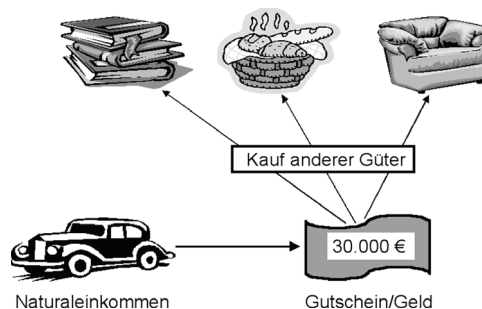 Kauf anderer Güter
30.000 €
Naturaleinkommen
Gutschein/Geld